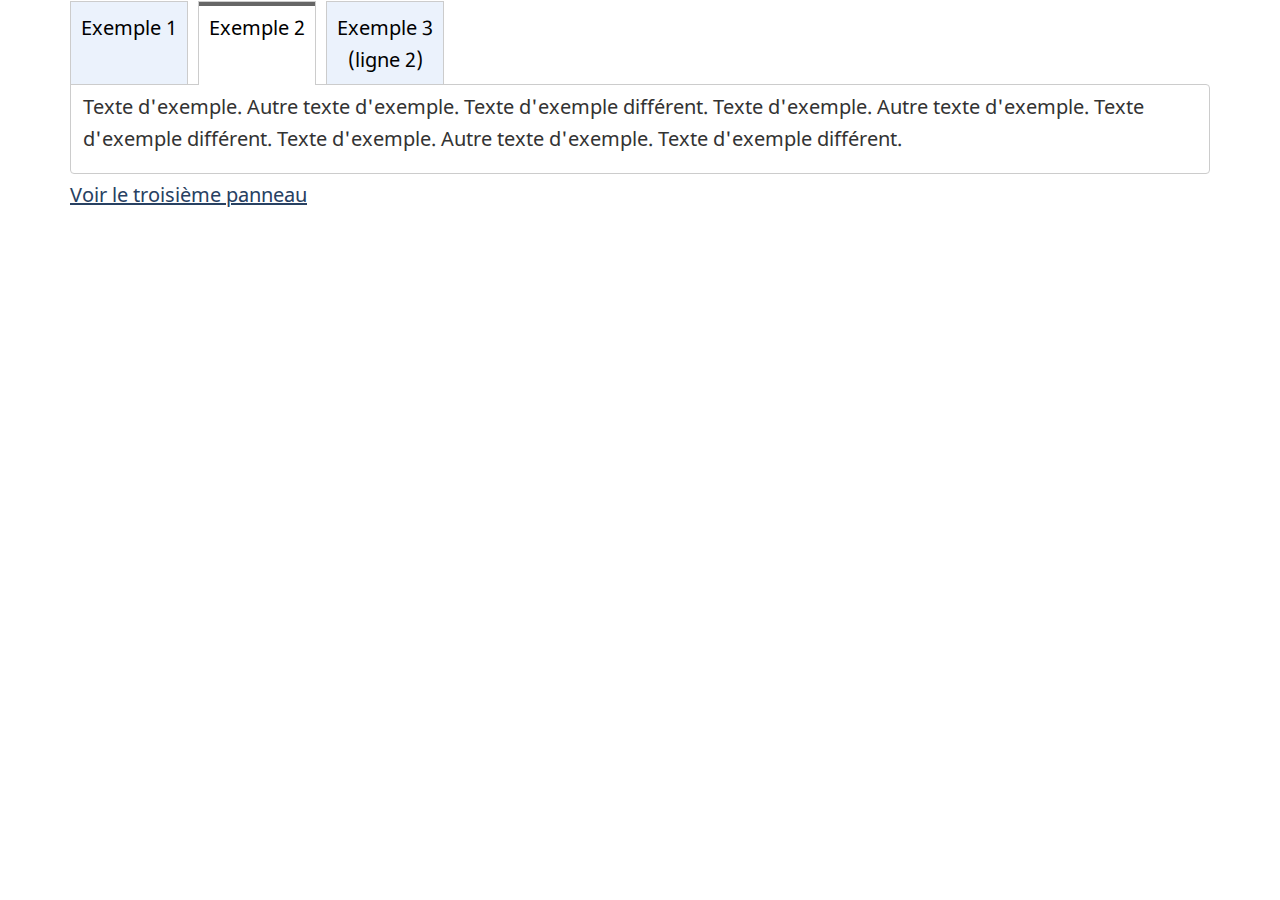 Exemple 1
Exemple 2
Exemple 3
(ligne 2)
Texte d'exemple. Autre texte d'exemple. Texte d'exemple différent. Texte d'exemple. Autre texte d'exemple. Texte
d'exemple différent. Texte d'exemple. Autre texte d'exemple. Texte d'exemple différent.
Voir le troisième panneau